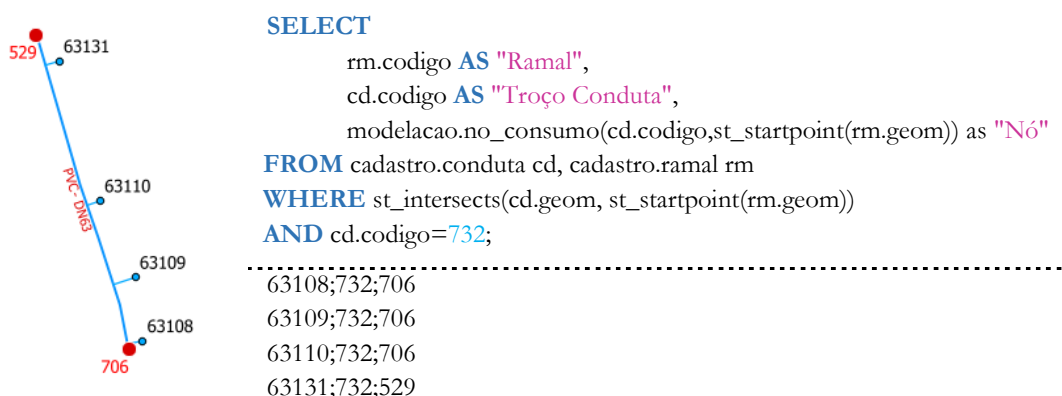 529
63131
63110
PVC - DN63
63109
63108
706
SELECT
rm.codigo AS "Ramal",
cd.codigo AS "Troço Conduta",
modelacao.no_consumo(cd.codigo,st_startpoint(rm.geom)) as "Nó"
FROM cadastro.conduta cd, cadastro.ramal rm
WHERE st_intersects(cd.geom, st_startpoint(rm.geom))
AND cd.codigo=732;
63108;732;706
63109;732;706
63110;732;706
63131;732;529